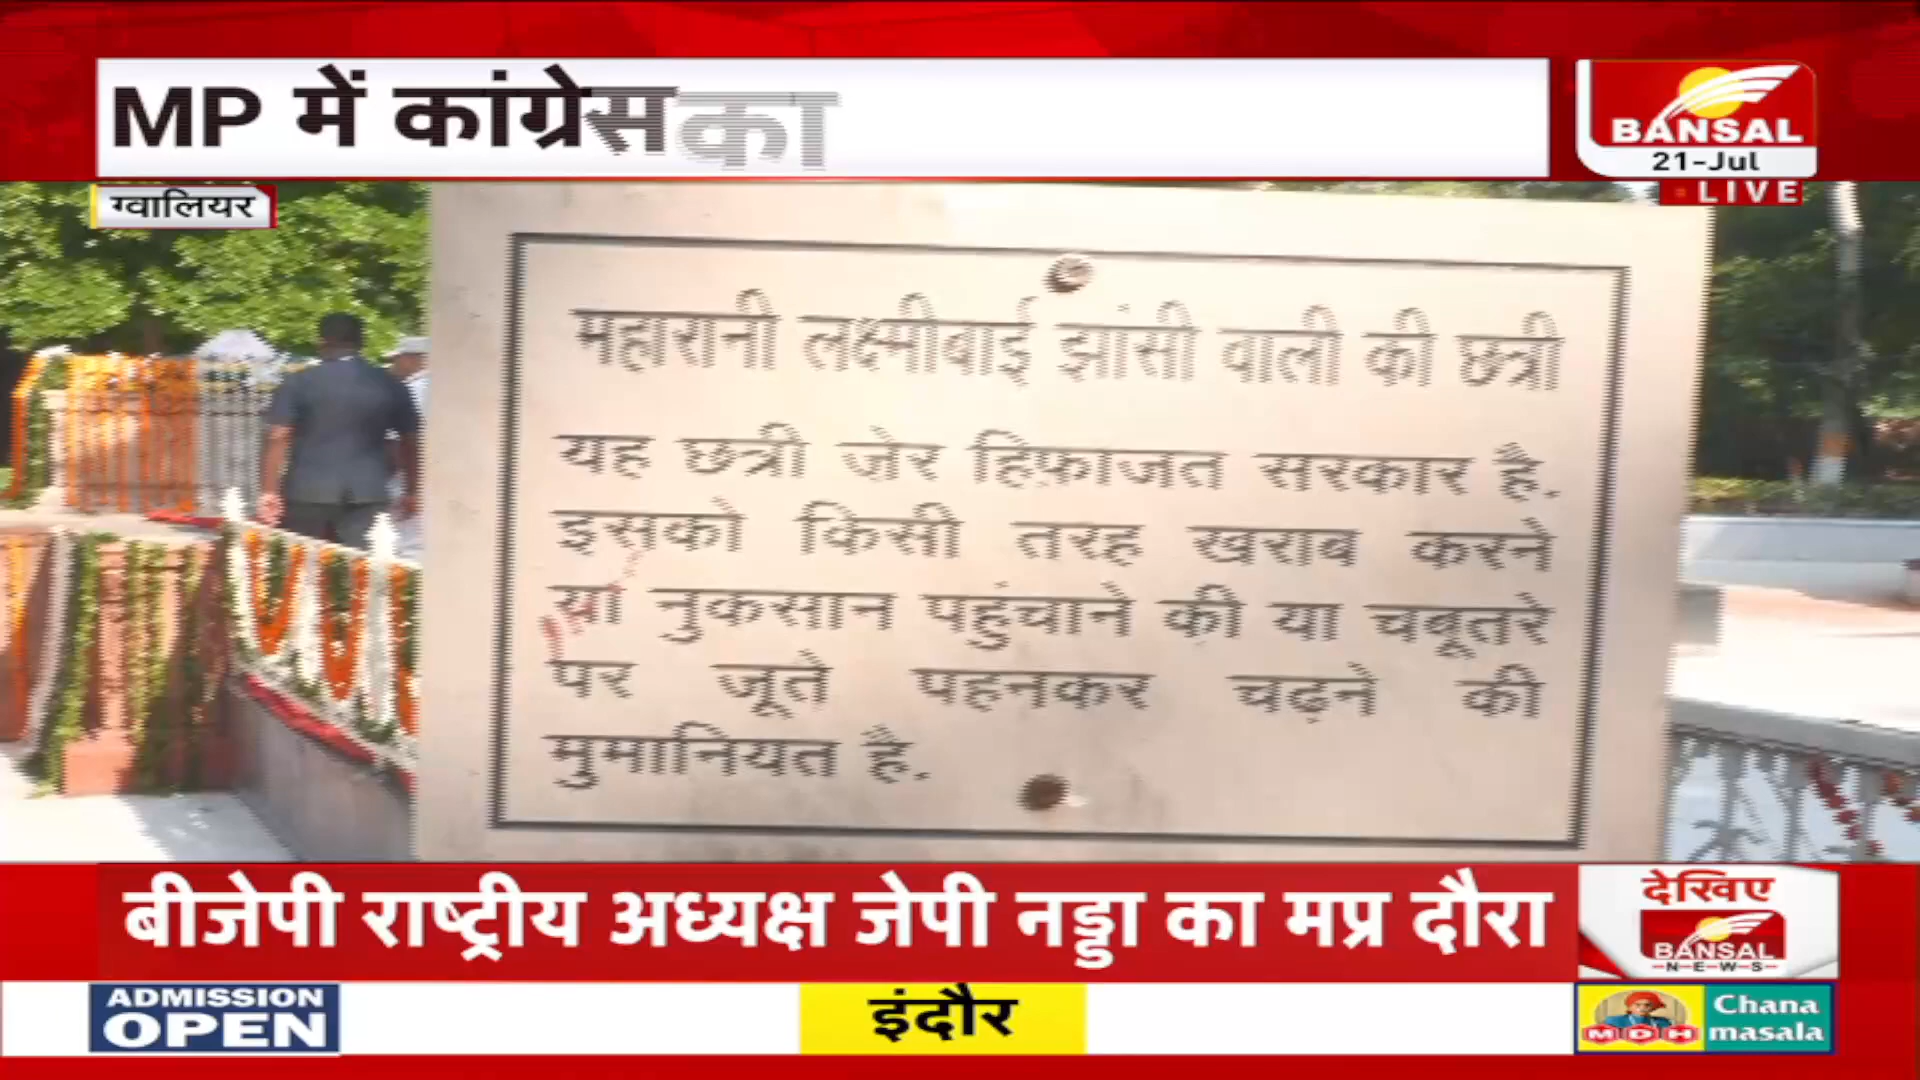 MP में कांग्रेस का
BANSAL
21-Jul
LIVE
ग्वालियर
महारानी लक्ष्मीबाई झांसी वाली की छत्री
यह छत्री ज़ेर हिफ़ाजत सरकार है.
इसको किसी तरह खराब करने
या नुकसान पहुंचाने की या चबूतरे
पर जूते पहनकर चढ़ने की
मुमानियत है.
बीजेपी राष्ट्रीय अध्यक्ष जेपी नड्डा का मप्र दौरा
देखिए
BANSAL
NEWS
ADMISSION
OPEN
इंदौर
MDH
Chana
masala